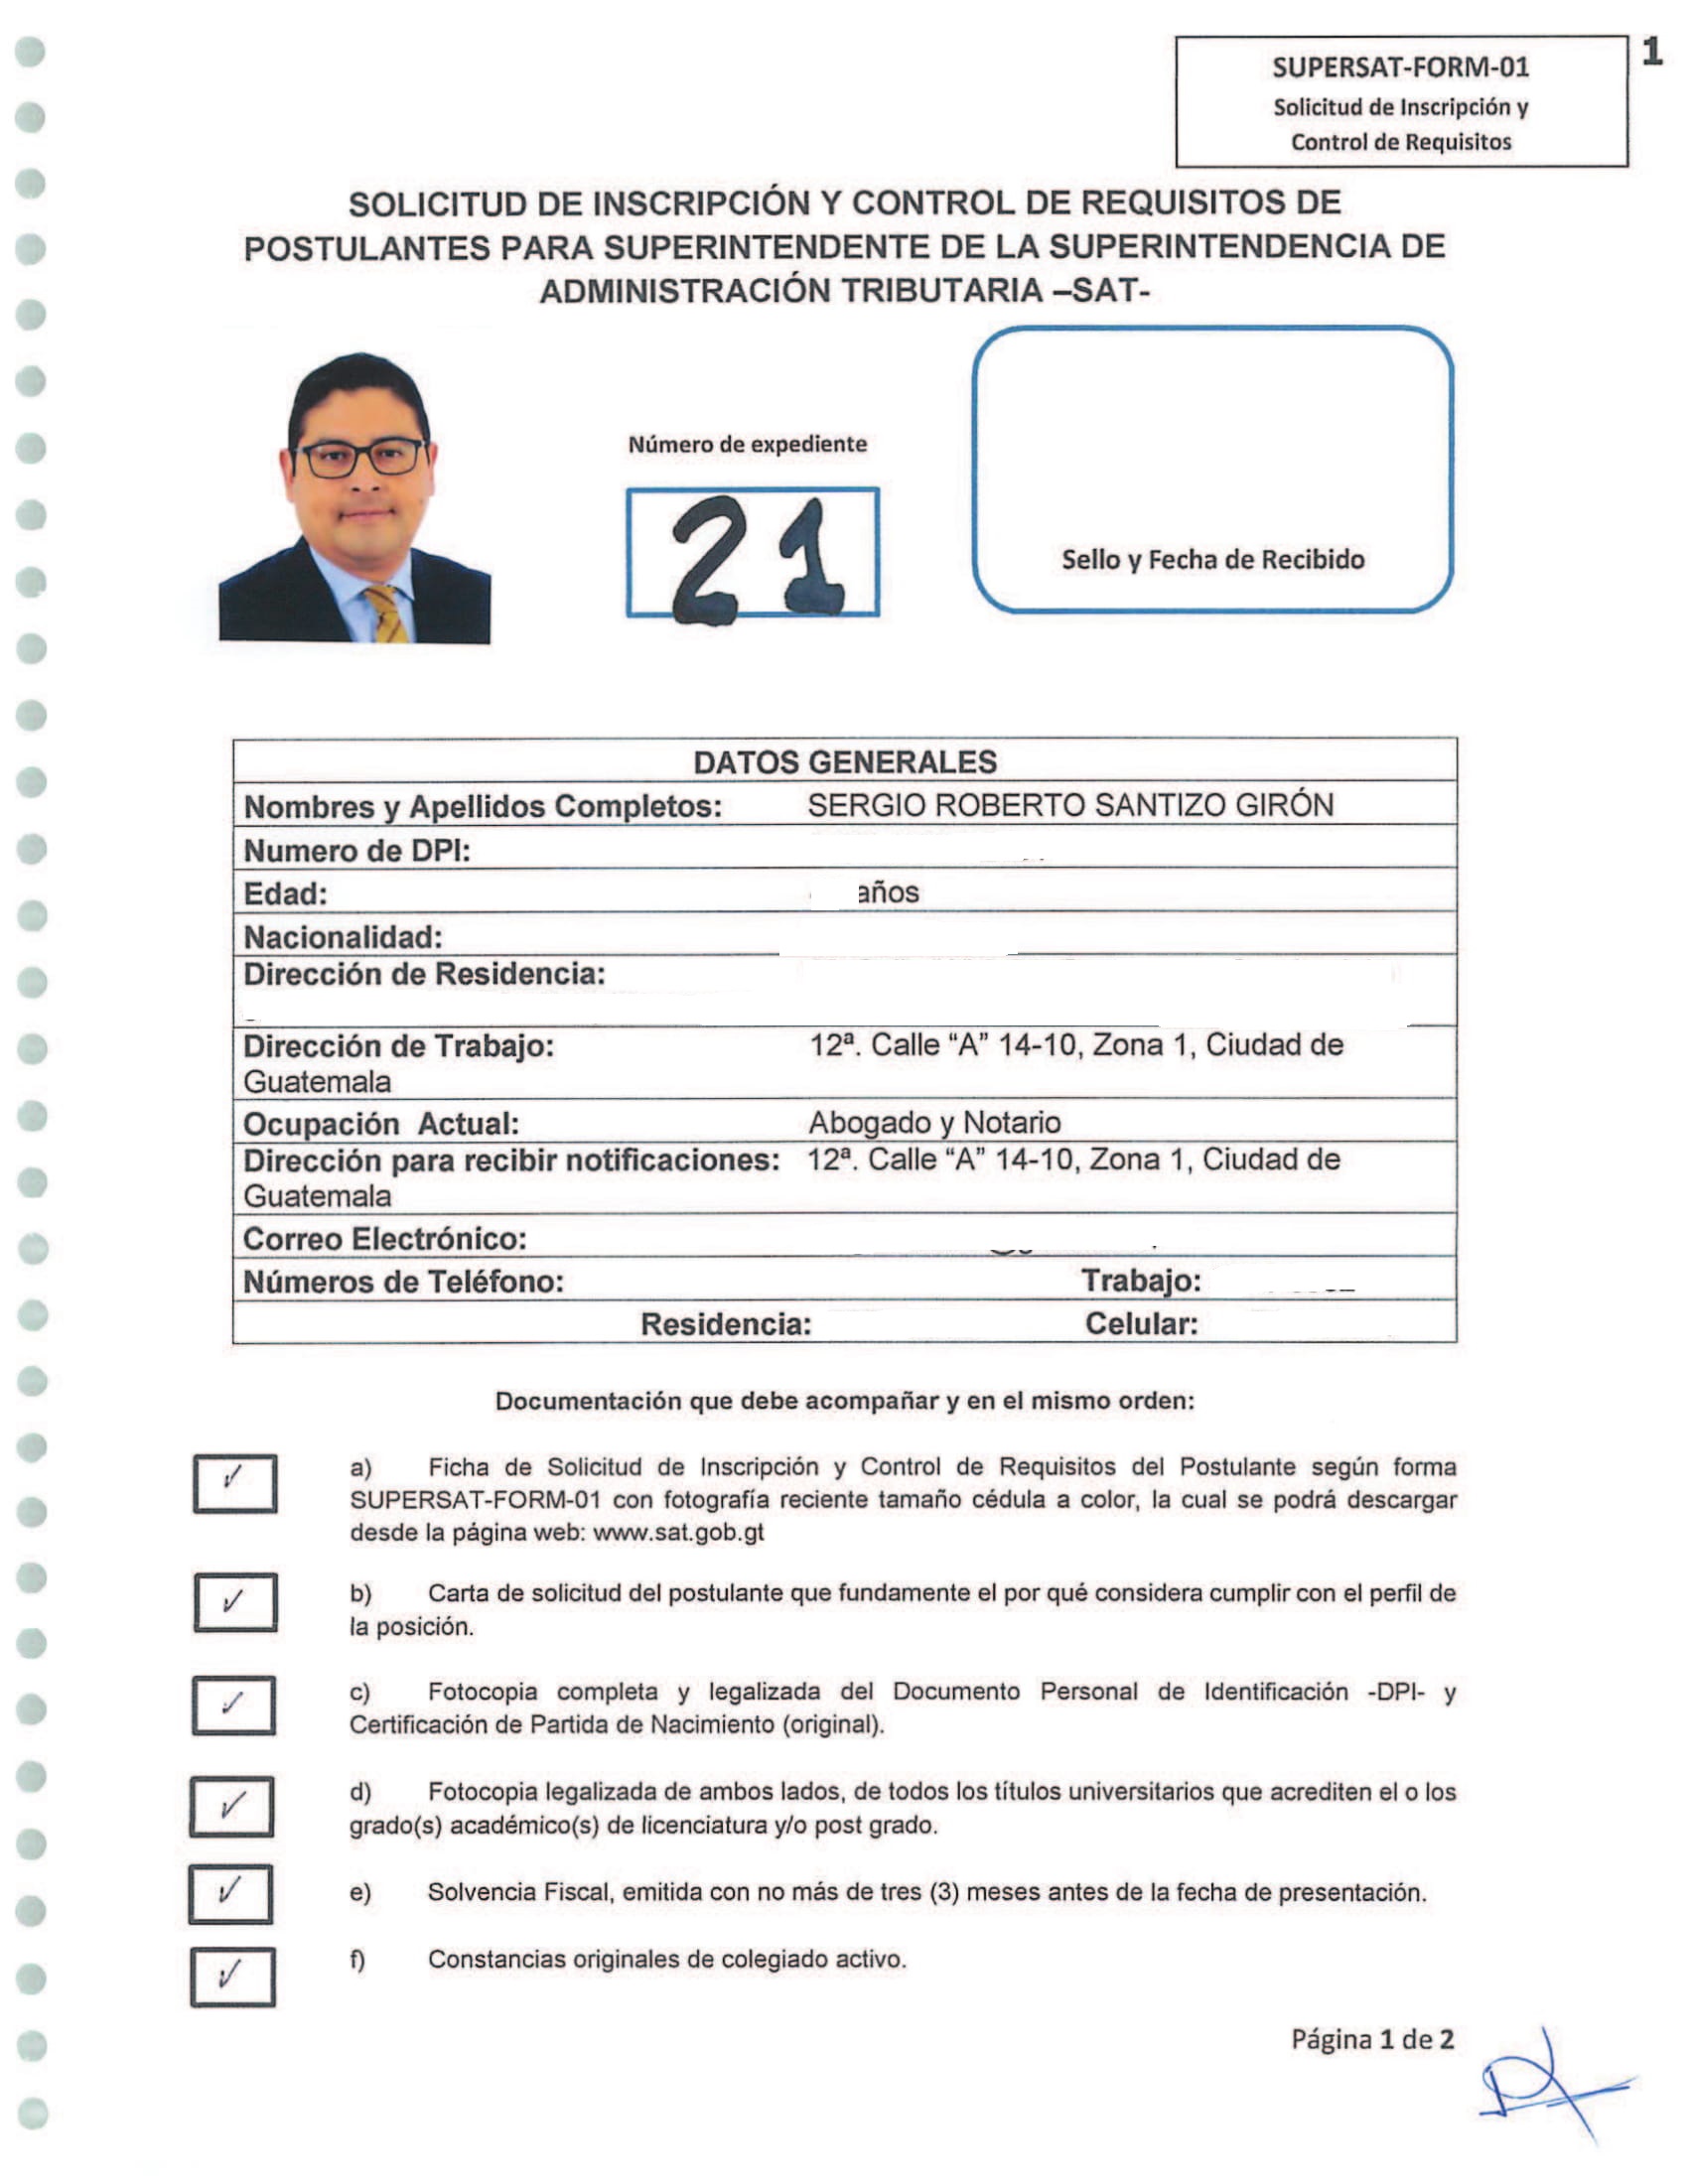 1
SUPERSAT-FORM-01
Solicitud de Inscripción y
Control de Requisitos
SOLICITUD DE INSCRIPCIÓN Y CONTROL DE REQUISITOS DE
POSTULANTES PARA SUPERINTENDENTE DE LA SUPERINTENDENCIA DE
ADMINISTRACIÓN TRIBUTARIA –SAT-
Número de expediente
21
Sello y Fecha de Recibido
DATOS GENERALES
Nombres y Apellidos Completos: SERGIO ROBERTO SANTIZO GIRÓN
Numero de DPI:
Edad: años
Nacionalidad:
Dirección de Residencia:
Dirección de Trabajo: 12ª. Calle “A” 14-10, Zona 1, Ciudad de
Guatemala
Ocupación Actual: Abogado y Notario
Dirección para recibir notificaciones: 12ª. Calle “A” 14-10, Zona 1, Ciudad de
Guatemala
Correo Electrónico:
Números de Teléfono: Trabajo:
Residencia: Celular:
Documentación que debe acompañar y en el mismo orden:
a) Ficha de Solicitud de Inscripción y Control de Requisitos del Postulante según forma
SUPERSAT-FORM-01 con fotografía reciente tamaño cédula a color, la cual se podrá descargar
desde la página web: www.sat.gob.gt
b) Carta de solicitud del postulante que fundamente el por qué considera cumplir con el perfil de
la posición.
c) Fotocopia completa y legalizada del Documento Personal de Identificación -DPI- y
Certificación de Partida de Nacimiento (original).
d) Fotocopia legalizada de ambos lados, de todos los títulos universitarios que acrediten el o los
grado(s) académico(s) de licenciatura y/o post grado.
e) Solvencia Fiscal, emitida con no más de tres (3) meses antes de la fecha de presentación.
f) Constancias originales de colegiado activo.
Página 1 de 2